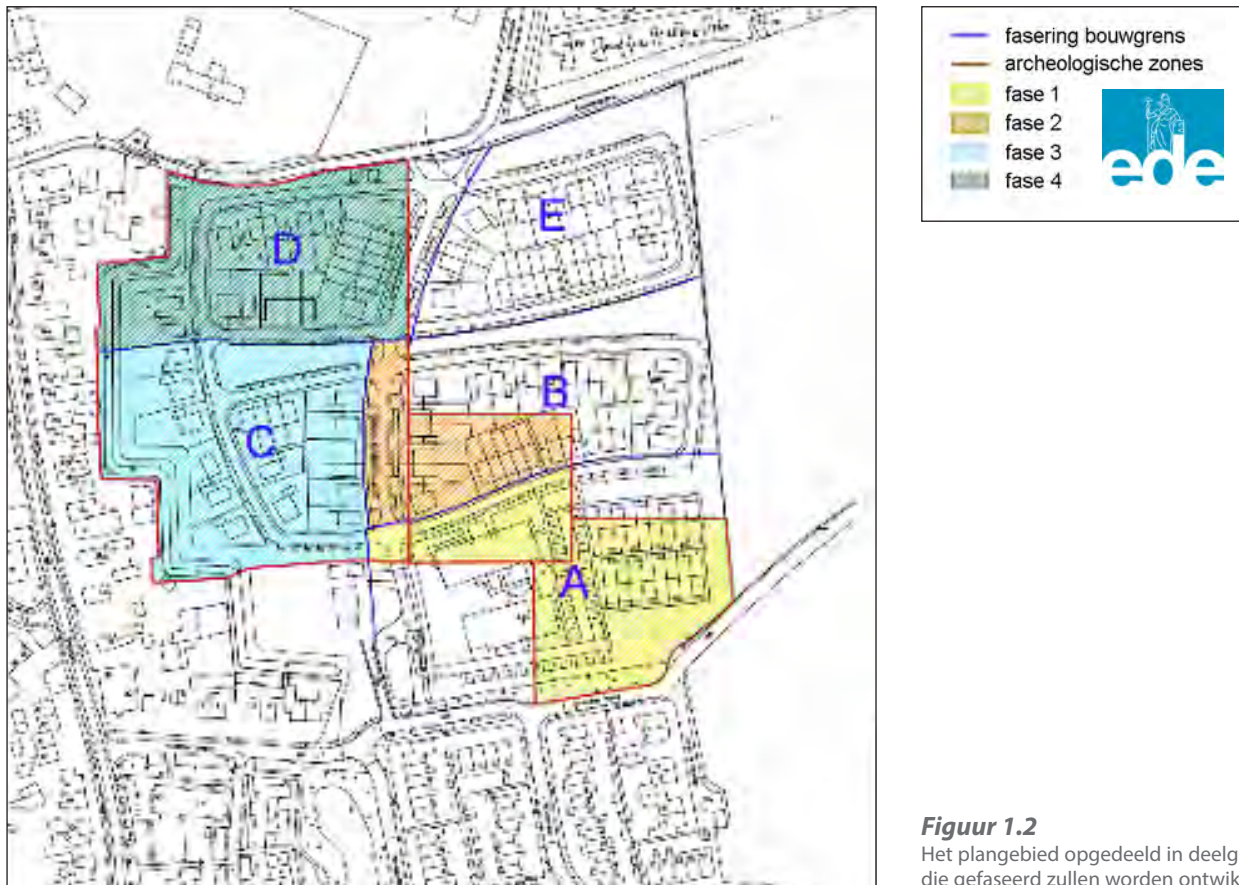 fasering bouwgrens
archeologische zones
fase 1
fase 2
fase 3
fase 4
ede
D
E
B
C
A
Figuur 1.2
Het plangebied opgedeeld in deelg
die gefaseerd zullen worden ontwik